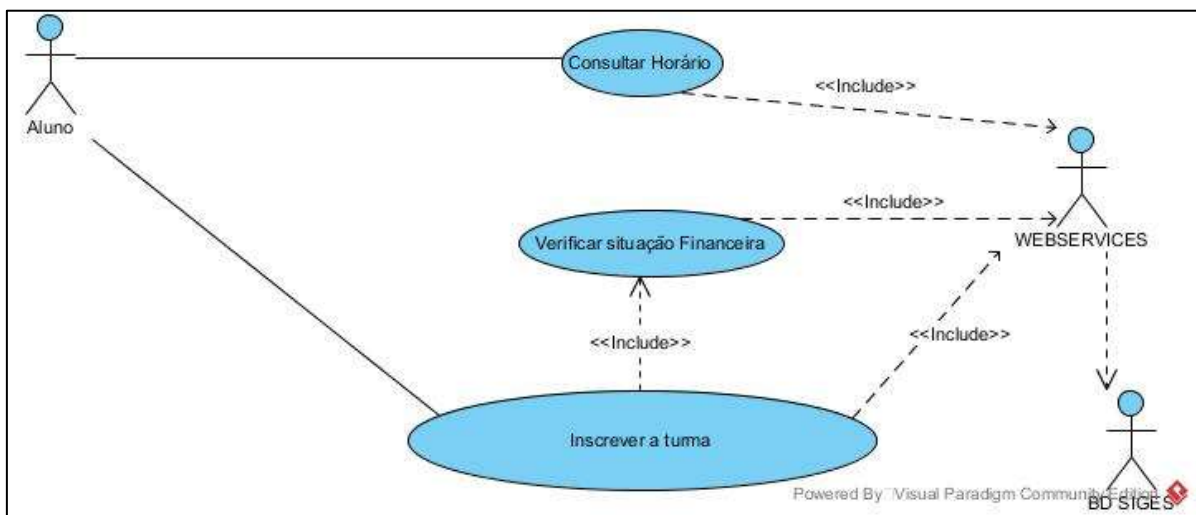 Consultar Horário
<<Include>>
Aluno
<<Include>>
Verificar situação Financeira
WEBSERVICES
<<Include>>
<<Include>>
Inscrever a turma
Powered By Visual Paradigm Community Edition
BD SIGES